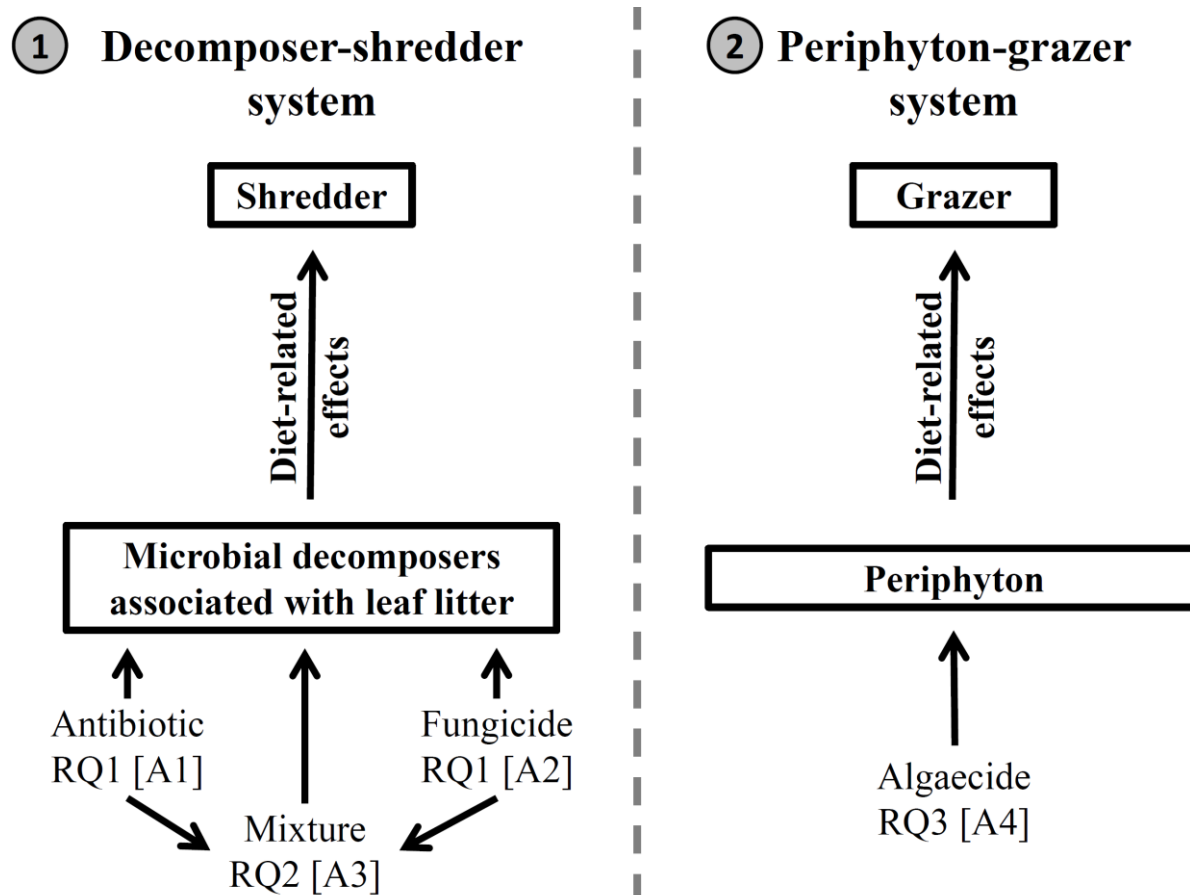 1 Decomposer-shredder
system
Shredder
Diet-related
effects
Microbial decomposers
associated with leaf litter
Antibiotic
RQ1 [A1]
Fungicide
RQ1 [A2]
Mixture
RQ2 [A3]
2 Periphyton-grazer
system
Grazer
Diet-related
effects
Periphyton
Algaecide
RQ3 [A4]